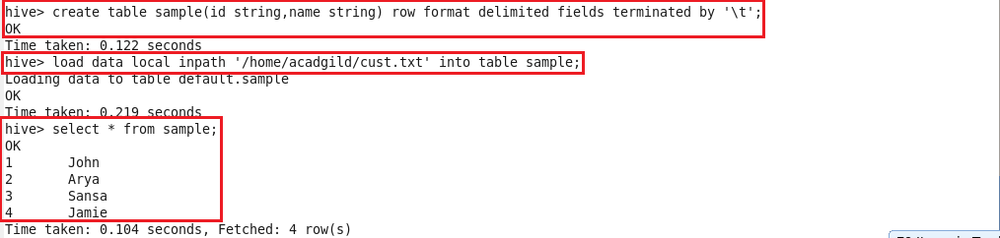 hive> create table sample(id string,name string) row format delimited fields terminated by '\t';
OK
Time taken: 0.122 seconds
hive> load data local inpath '/home/acadgild/cust.txt' into table sample;
Loading data to table default.sample
OK
Time taken: 0.219 seconds
hive> select * from sample;
OK
1 John
2 Arya
3 Sansa
4 Jamie
Time taken: 0.104 seconds, Fetched: 4 row(s)